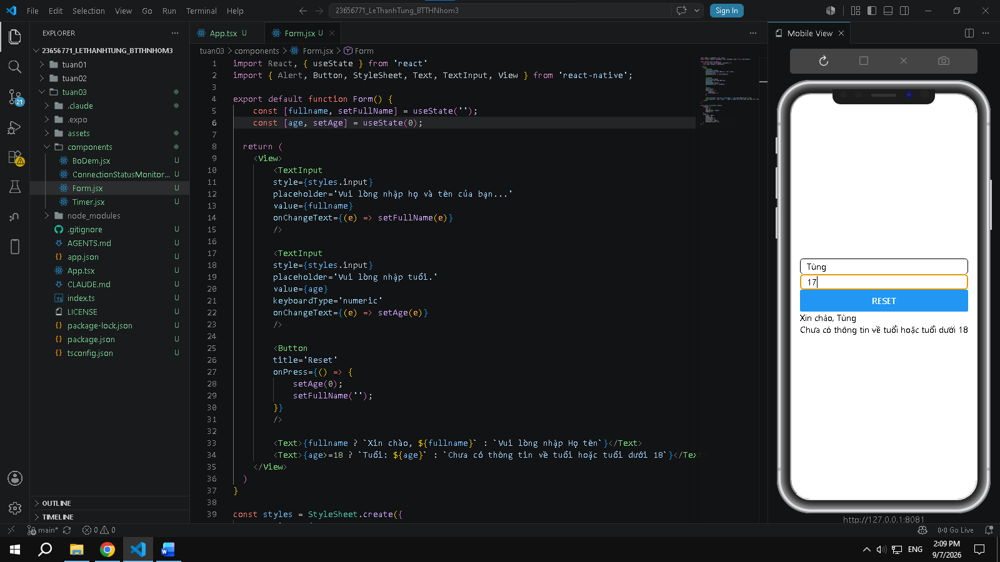 File Edit Selection View Go Run Terminal Help
23656771_LeThanhTung_BTTHNhom3
Sign In
EXPLORER
23656771_LETHANHTUNG_BTTHNHOM3
tuan01
tuan02
tuan03
.claude
.expo
assets
components
BoDem.jsx U
ConnectionStatusMonitor... U
Form.jsx U
Timer.jsx U
node_modules
.gitignore U
AGENTS.md U
app.json U
App.tsx U
CLAUDE.md U
index.ts U
LICENSE U
package-lock.json U
package.json U
tsconfig.json U
OUTLINE
TIMELINE
21
App.tsx U
Form.jsx U
tuan03 > components > Form.jsx > Form
1 import React, { useState } from 'react'
2 import { Alert, Button, StyleSheet, Text, TextInput, View } from 'react-native';
3
4 export default function Form() {
5 const [fullname, setFullName] = useState('');
6 const [age, setAge] = useState(0);
7
8 return (
9 <View>
10 <TextInput
11 style={styles.input}
12 placeholder='Vui lòng nhập họ và tên của bạn...'
13 value={fullname}
14 onChangeText={(e) => setFullName(e)}
15 />
16
17 <TextInput
18 style={styles.input}
19 placeholder='Vui lòng nhập tuổi.'
20 value={age}
21 keyboardType='numeric'
22 onChangeText={(e) => setAge(e)}
23 />
24
25 <Button
26 title='Reset'
27 onPress={() => {
28 setAge(0);
29 setFullName('');
30 }}
31 />
32
33 <Text>{fullname ? `Xin chào, ${fullname}` : `Vui lòng nhập Họ tên`}</Text>
34 <Text>{age>=18 ? `Tuổi: ${age}` : `Chưa có thông tin về tuổi hoặc tuổi dưới 18`}</Text>
35 </View>
36 )
37 }
38
39 const styles = StyleSheet.create({
Mobile View
Tùng
17
RESET
Xin chào, Tùng
Chưa có thông tin về tuổi hoặc tuổi dưới 18
http://127.0.0.1:8081
main*
0 0
Go Live
ENG
2:09 PM
9/7/2026